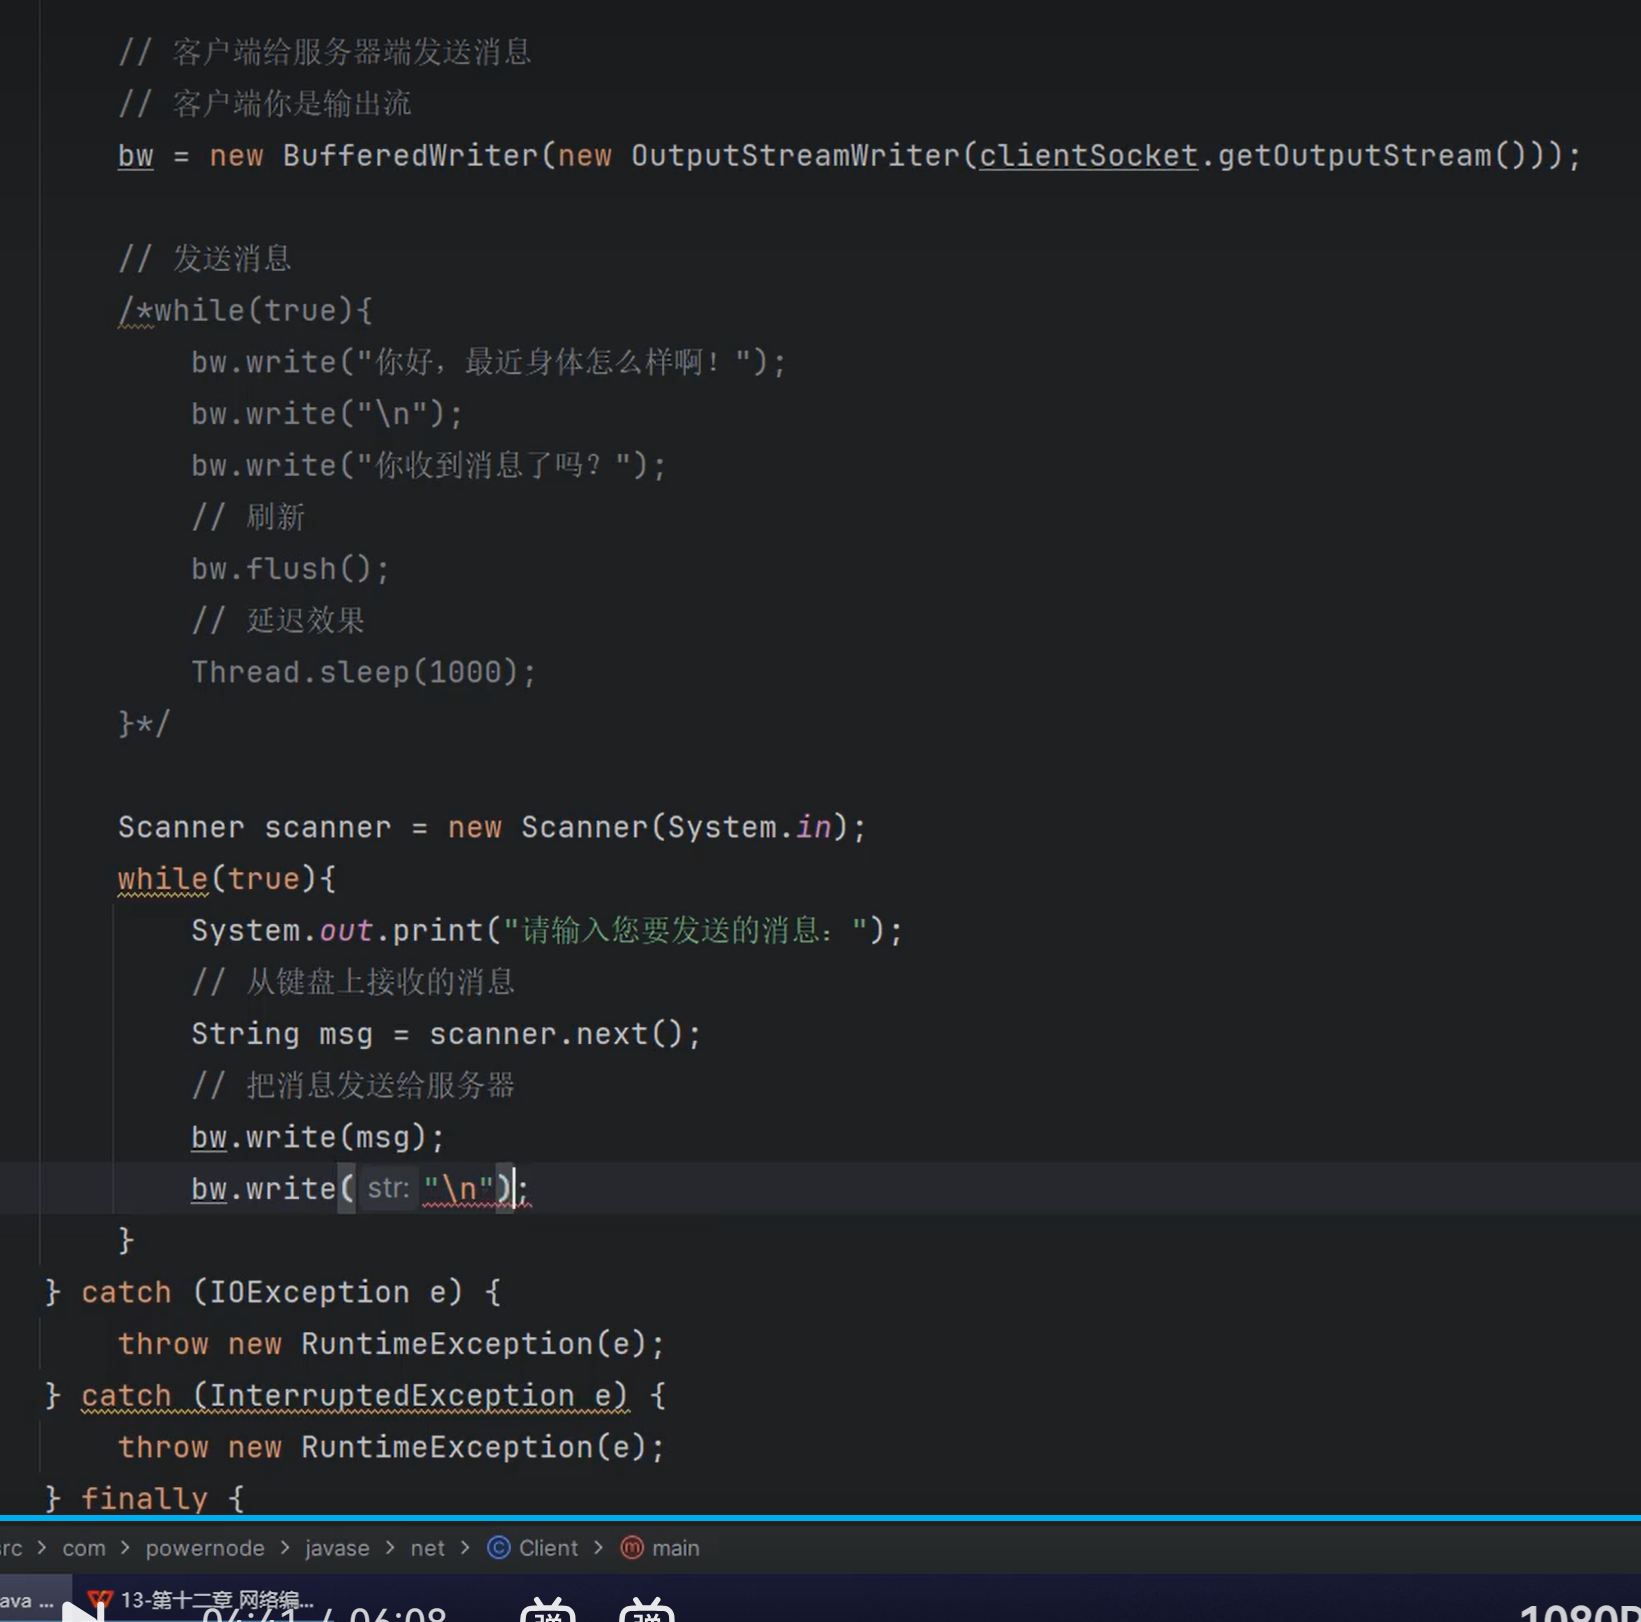 // 客户端给服务器端发送消息
// 客户端你是输出流
bw = new BufferedWriter(new OutputStreamWriter(clientSocket.getOutputStream()));
// 发送消息
/*while(true){
bw.write("你好，最近身体怎么样啊！");
bw.write("\n");
bw.write("你收到消息了吗？");
// 刷新
bw.flush();
// 延迟效果
Thread.sleep(1000);
}*/
Scanner scanner = new Scanner(System.in);
while(true){
System.out.print("请输入您要发送的消息：");
// 从键盘上接收的消息
String msg = scanner.next();
// 把消息发送给服务器
bw.write(msg);
bw.write( str: "\n");
}
} catch (IOException e) {
throw new RuntimeException(e);
} catch (InterruptedException e) {
throw new RuntimeException(e);
} finally {
src > com > powernode > javase > net > © Client > ⓜ main
ava ... 13-第十二章 网络编...
04:41 / 06:08 弹 弹 1080P